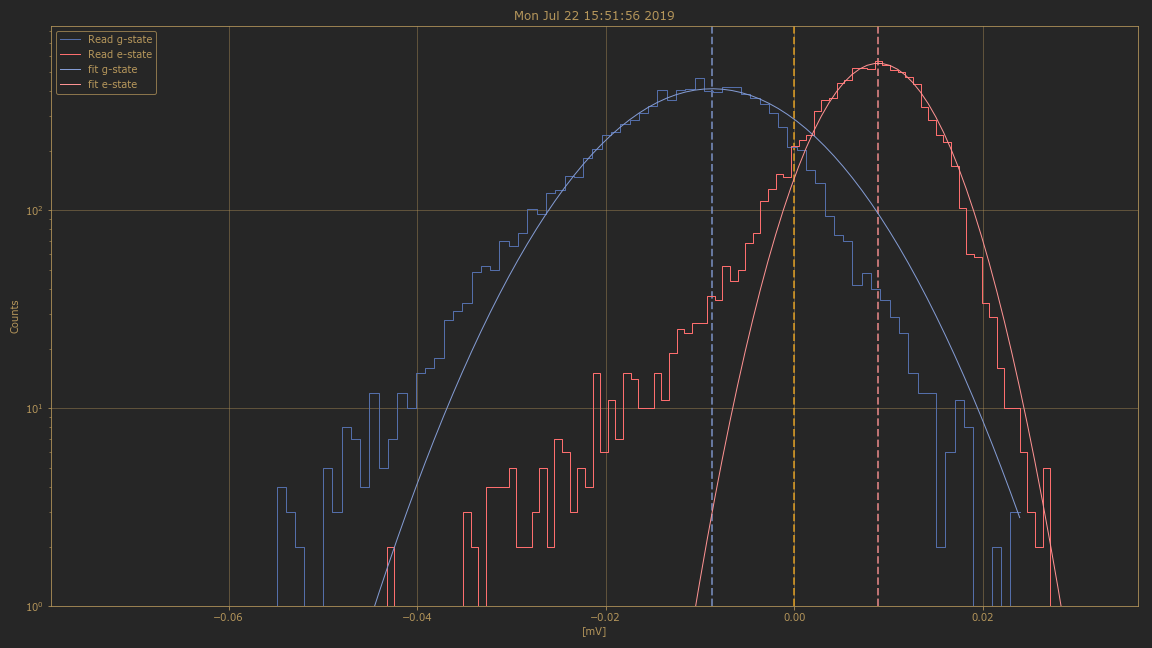 Mon Jul 22 15:51:56 2019
Read g-state
Read e-state
fit g-state
fit e-state
Counts
10²
10¹
10⁰
−0.06
−0.04
−0.02
0.00
0.02
[mV]